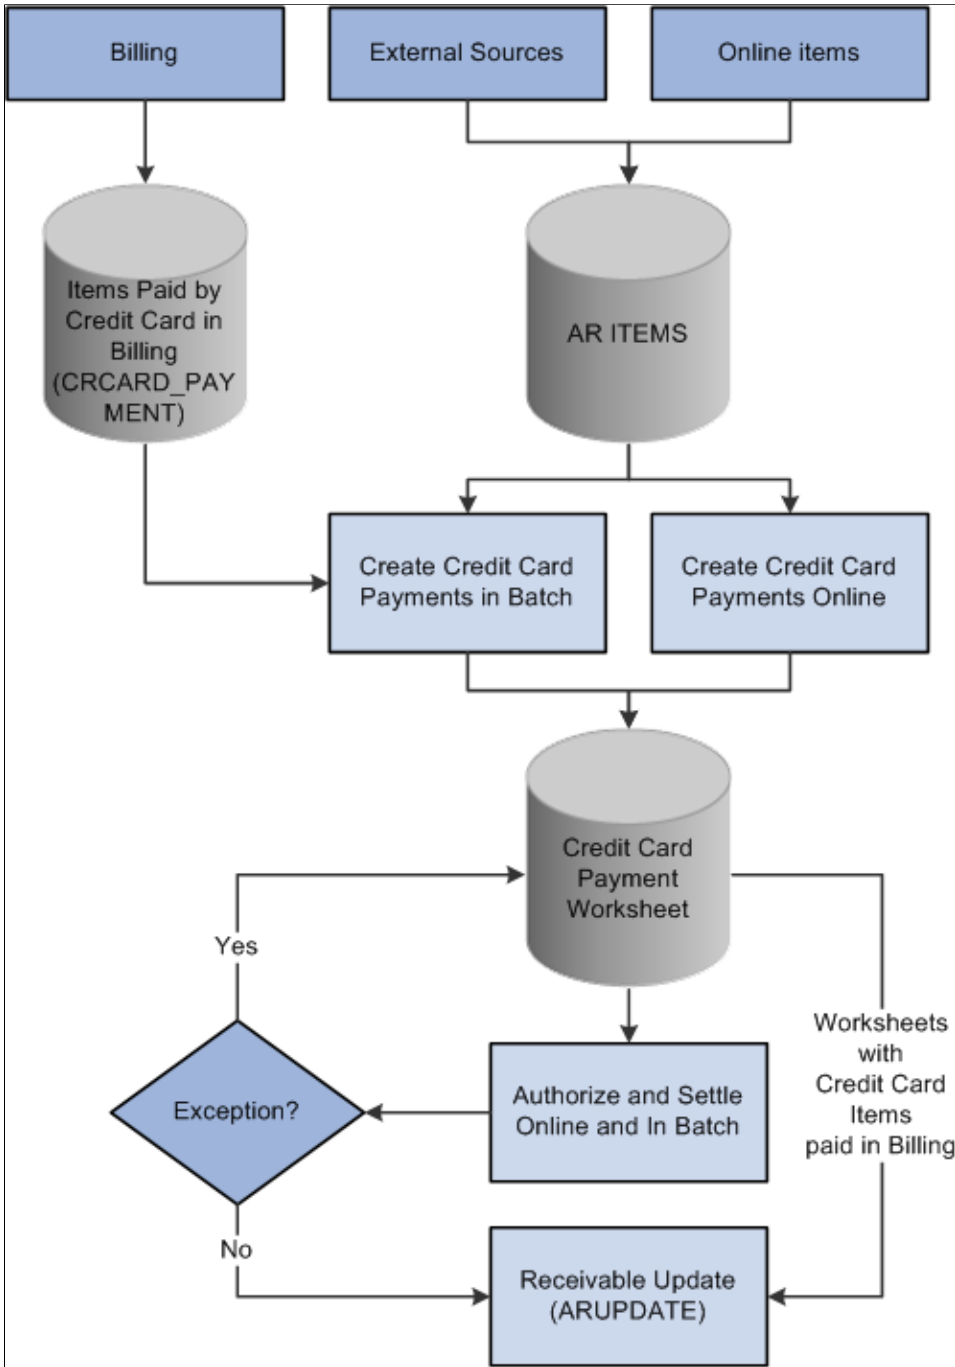 Billing
External Sources
Online items
Items Paid by
Credit Card in
Billing
(CRCARD_PAY
MENT)
AR ITEMS
Create Credit Card
Payments in Batch
Create Credit Card
Payments Online
Credit Card
Payment
Worksheet
Yes
Worksheets
with
Credit Card
Items
paid in Billing
Exception?
Authorize and Settle
Online and In Batch
No
Receivable Update
(ARUPDATE)